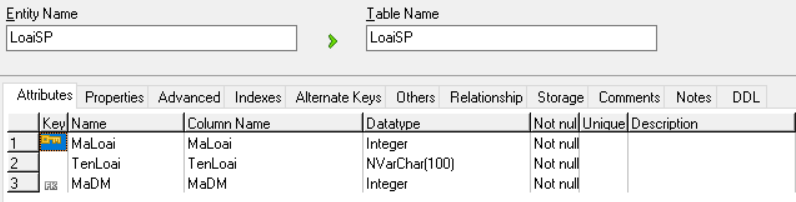 Entity Name Table Name
LoaiSP LoaiSP
Attributes Properties Advanced Indexes Alternate Keys Others Relationship Storage Comments Notes DDL
Key Name Column Name Datatype Not nul Unique Description
1 MaLoai MaLoai Integer Not null
2 TenLoai TenLoai NVarChar(100) Not null
3 FK MaDM MaDM Integer Not null